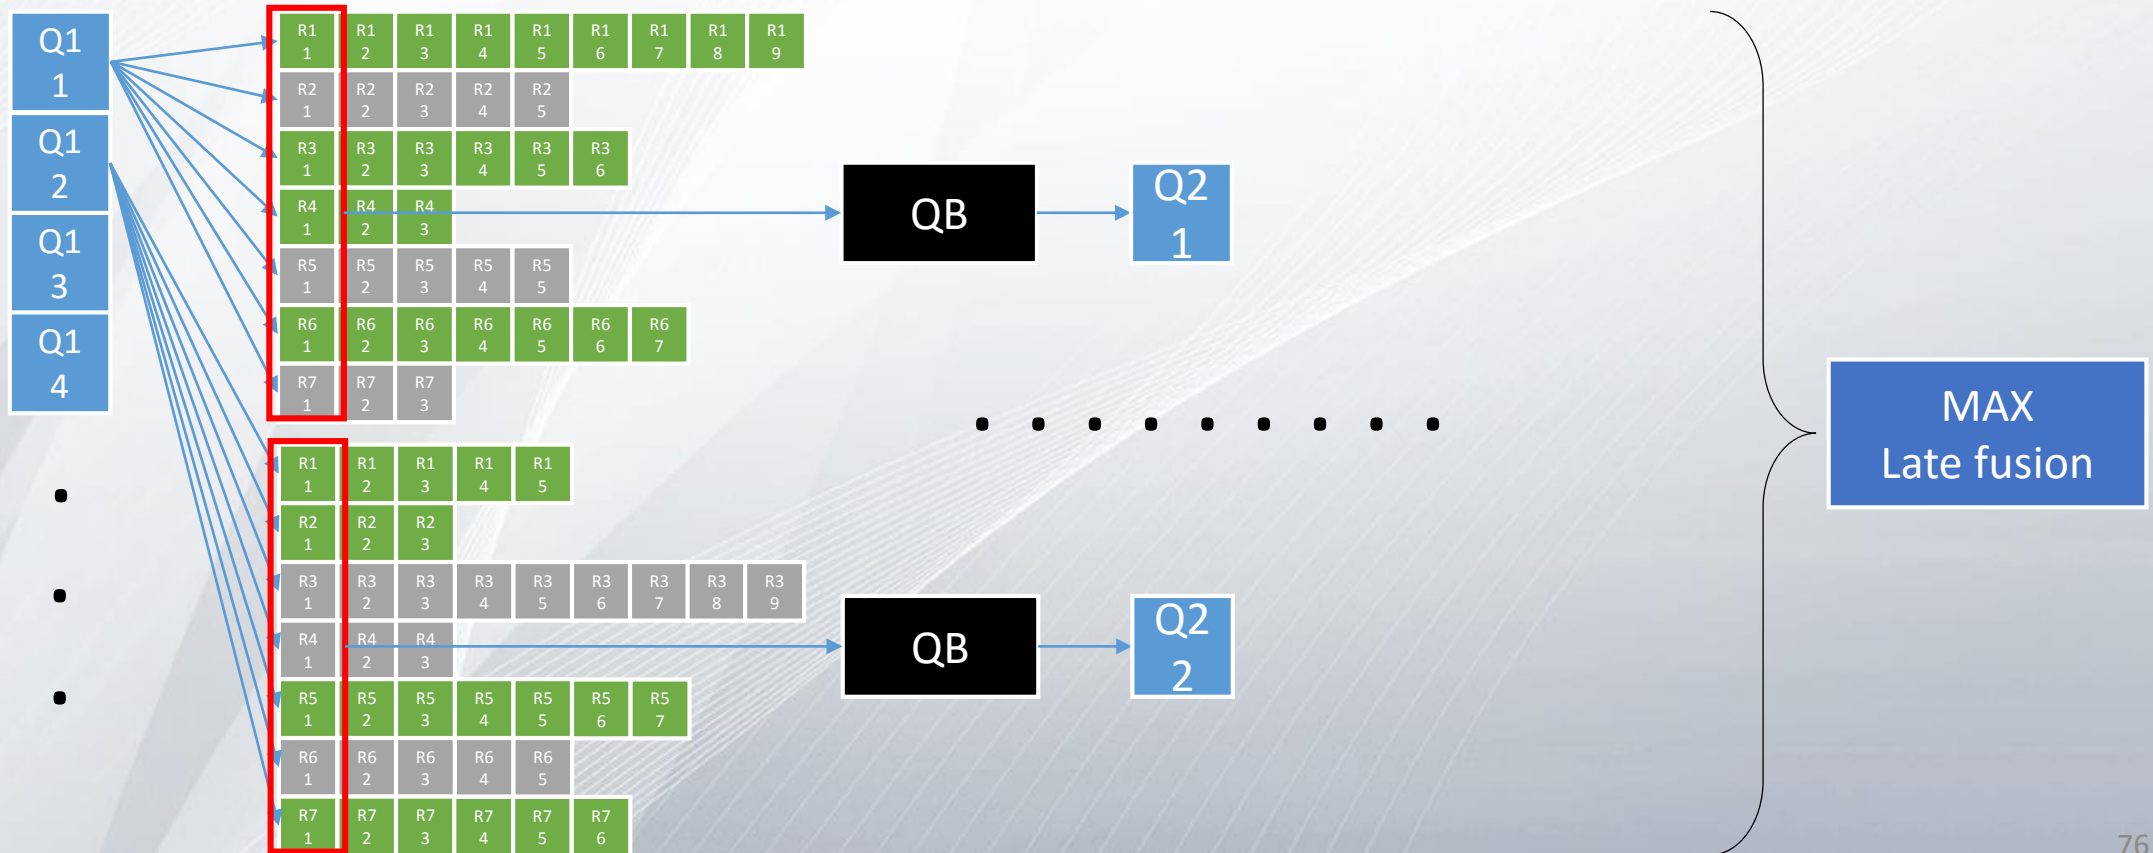 Q1
1
Q1
2
Q1
3
Q1
4
R1 R1 R1 R1 R1 R1 R1 R1 R1
1 2 3 4 5 6 7 8 9
R2 R2 R2 R2 R2
1 2 3 4 5
R3 R3 R3 R3 R3 R3
1 2 3 4 5 6
R4 R4 R4
1 2 3
R5 R5 R5 R5 R5
1 2 3 4 5
R6 R6 R6 R6 R6 R6 R6
1 2 3 4 5 6 7
R7 R7 R7
1 2 3
QB
Q2
1
R1 R1 R1 R1 R1
1 2 3 4 5
R2 R2 R2
1 2 3
R3 R3 R3 R3 R3 R3 R3 R3 R3
1 2 3 4 5 6 7 8 9
R4 R4 R4
1 2 3
R5 R5 R5 R5 R5 R5 R5
1 2 3 4 5 6 7
R6 R6 R6 R6 R6
1 2 3 4 5
R7 R7 R7 R7 R7 R7
1 2 3 4 5 6
QB
Q2
2
MAX
Late fusion
76